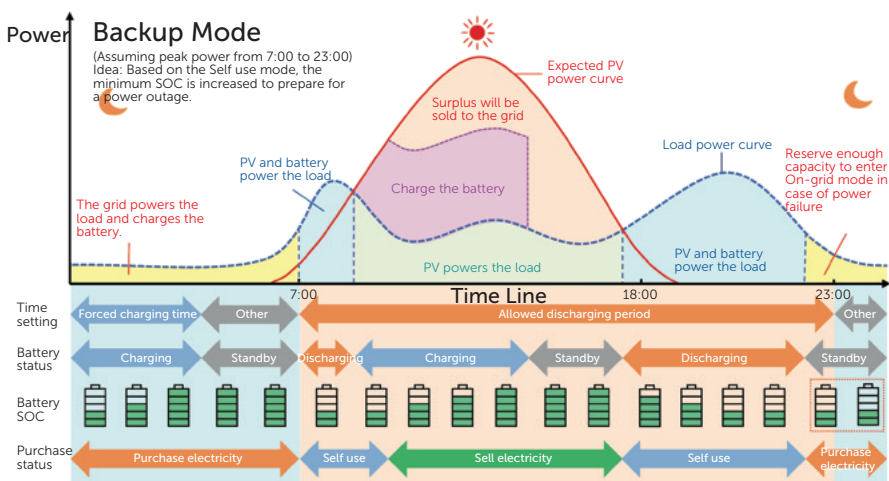 Power
Backup Mode
(Assuming peak power from 7:00 to 23:00)
Idea: Based on the Self use mode, the
minimum SOC is increased to prepare for
a power outage.
Expected PV
power curve
Surplus will be
sold to the grid
PV and battery
power the load
Load power curve
Reserve enough
capacity to enter
On-grid mode in
case of power
failure
Charge the battery
The grid powers the
load and charges the
battery.
PV powers the load
PV and battery
power the load
7:00
Time Line
18:00
23:00
Time
setting
Forced charging time
Other
Allowed discharging period
Other
Battery
status
Charging
Standby
Discharging
Charging
Standby
Discharging
Standby
Battery
SOC
Purchase
status
Purchase electricity
Self use
Sell electricity
Self use
Purchase
electricity